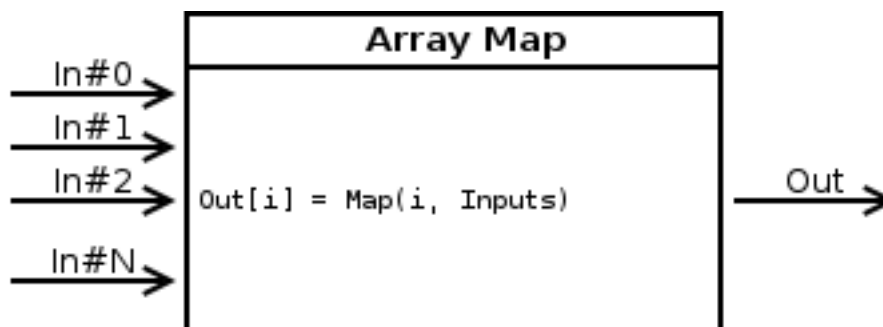 Array Map
In#0
In#1
In#2
Out[i] = Map(i, Inputs)
Out
In#N